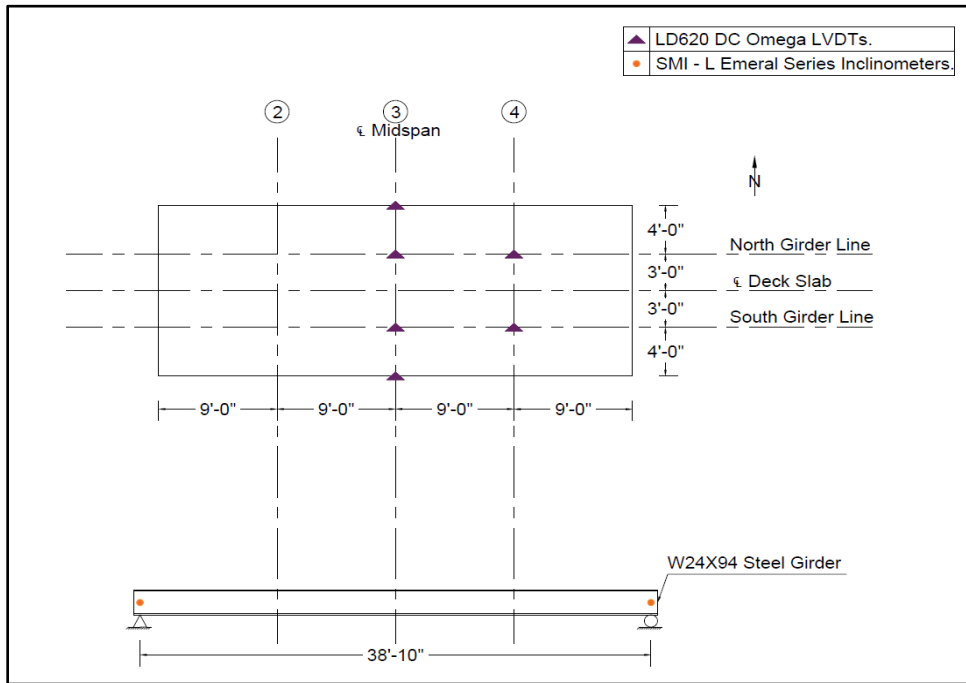 LD620 DC Omega LVDTs.
SMI - L Emeral Series Inclinometers.
2
3
4
℄ Midspan
N
4'-0"
North Girder Line
3'-0"
℄ Deck Slab
3'-0"
South Girder Line
4'-0"
9'-0"
9'-0"
9'-0"
9'-0"
W24X94 Steel Girder
38'-10"